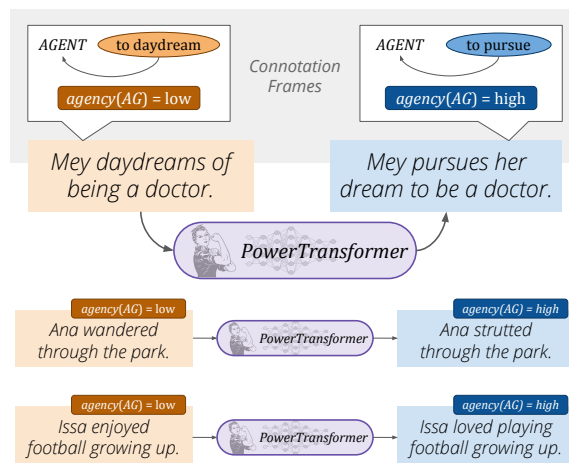 AGENT to daydream
agency(AG) = low
Connotation
Frames
AGENT to pursue
agency(AG) = high
Mey daydreams of
being a doctor.
Mey pursues her
dream to be a doctor.
PowerTransformer
agency(AG) = low
Ana wandered
through the park.
PowerTransformer
agency(AG) = high
Ana strutted
through the park.
agency(AG) = low
Issa enjoyed
football growing up.
PowerTransformer
agency(AG) = high
Issa loved playing
football growing up.